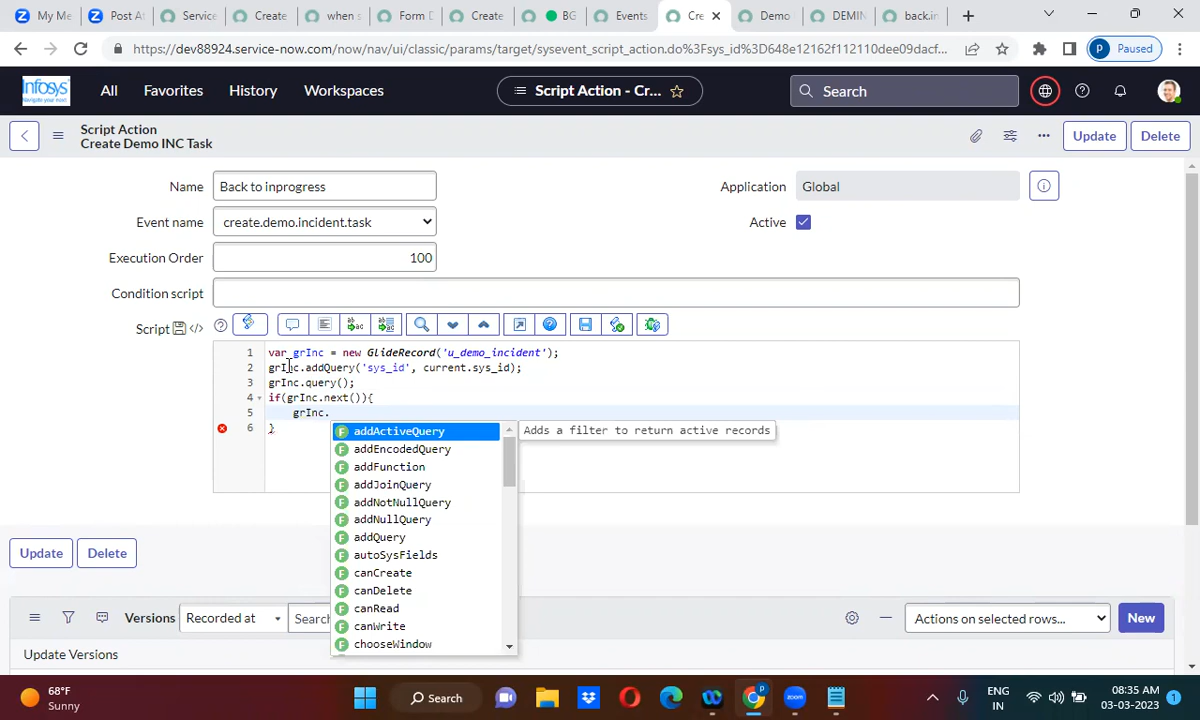 My Me
Post At
Service
Create
when s
Form D
Create
BG
Events
Cre
Demo
DEMIN
back.in
https://dev88924.service-now.com/now/nav/ui/classic/params/target/sysevent_script_action.do%3Fsys_id%3D648e12162f112110dee09dacf...
P Paused
Infosys
Navigate your next
All
Favorites
History
Workspaces
Script Action - Cr...
Search
Script Action
Create Demo INC Task
Update
Delete
Name
Back to inprogress
Application
Global
Event name
create.demo.incident.task
Active
Execution Order
100
Condition script
Script
1 var grInc = new GlideRecord('u_demo_incident');
2 grInc.addQuery('sys_id', current.sys_id);
3 grInc.query();
4 if(grInc.next()){
5 grInc.
6 }
F addActiveQuery
Adds a filter to return active records
F addEncodedQuery
F addFunction
F addJoinQuery
F addNotNullQuery
F addNullQuery
F addQuery
F autoSysFields
F canCreate
F canDelete
F canRead
F canWrite
F chooseWindow
Update
Delete
Versions
Recorded at
Search
Actions on selected rows...
New
Update Versions
68°F
Sunny
Search
P
ENG
IN
08:35 AM
03-03-2023
1